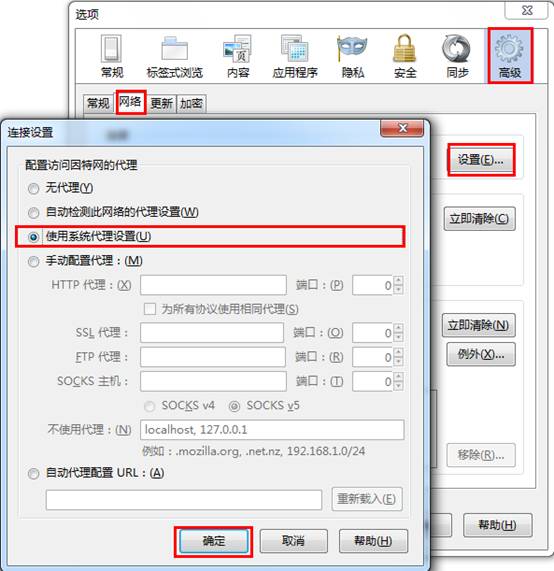 选项
常规 标签式浏览 内容 应用程序 隐私 安全 同步 高级
常规 网络 更新 加密
连接设置
设置(E)...
配置访问因特网的代理
无代理(Y)
自动检测此网络的代理设置(W)
立即清除(C)
使用系统代理设置(U)
手动配置代理：(M)
HTTP 代理：(X) 端口：(P) 0
为所有协议使用相同代理(S)
SSL 代理： 端口：(O) 0
立即清除(N)
FTP 代理： 端口：(R) 0
例外(X)...
SOCKS 主机： 端口：(T) 0
SOCKS v4 SOCKS v5
不使用代理：(N) localhost, 127.0.0.1
例如：.mozilla.org, .net.nz, 192.168.1.0/24
移除(R)...
自动代理配置 URL：(A)
重新载入(E)
确定 取消 帮助(H)
帮助(H)